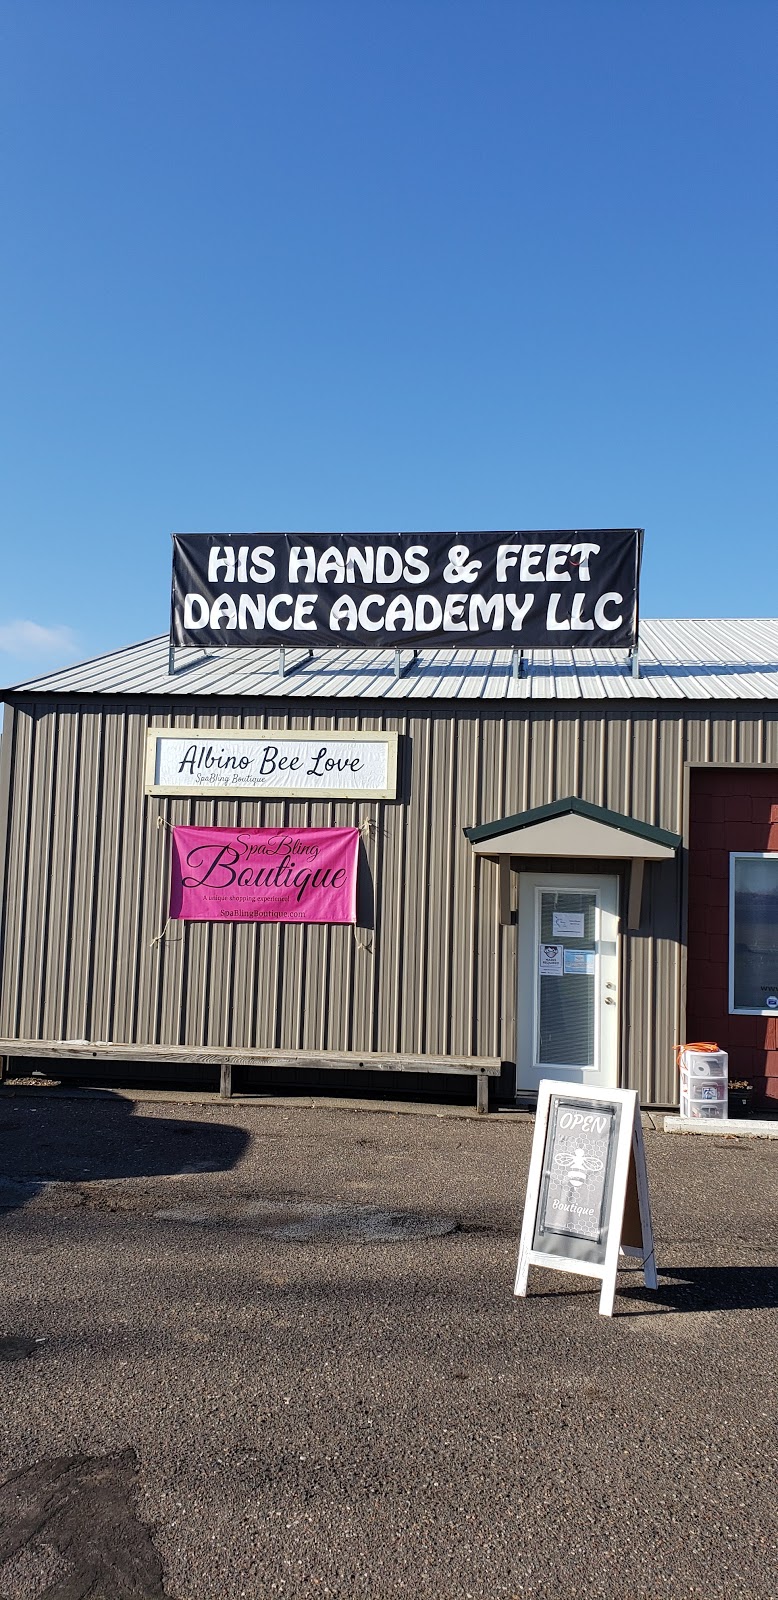 HIS HANDS & FEET
DANCE ACADEMY LLC
Albino Bee Love
SpaBling Boutique
SpaBling
Boutique
A unique shopping experience!
SpaBlingBoutique.com
OPEN
Boutique